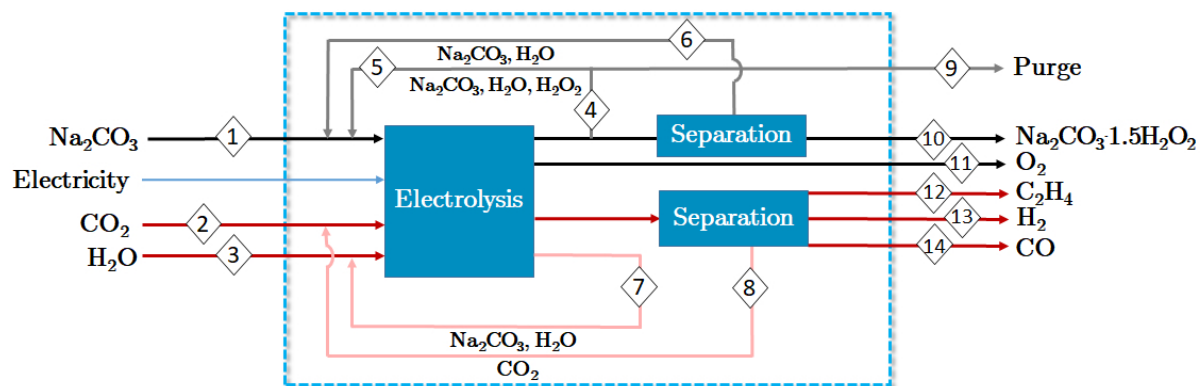 6
Na₂CO₃, H₂O
5
9
Purge
Na₂CO₃, H₂O, H₂O₂
4
Na₂CO₃
1
Separation
10
Na₂CO₃·1.5H₂O₂
11
O₂
Electricity
Electrolysis
12
C₂H₄
CO₂
2
Separation
13
H₂
H₂O
3
14
CO
7
8
Na₂CO₃, H₂O
CO₂